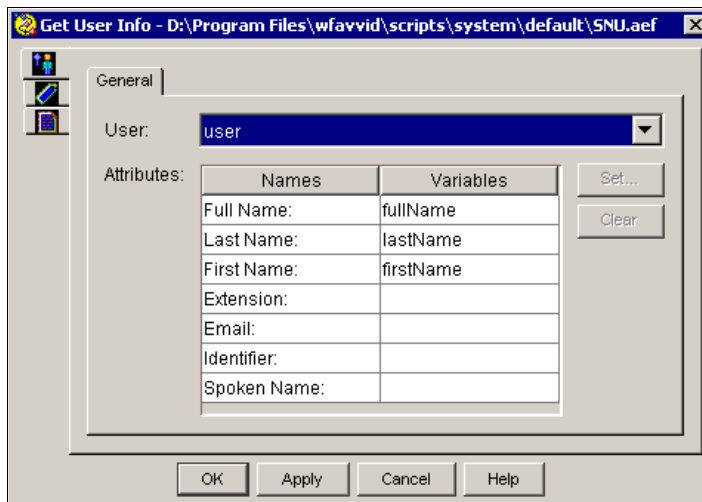 Get User Info - D:\Program Files\wfavvid\scripts\system\default\SNU.aef
General
User: user
Attributes: Names Variables Set...
Full Name: fullName Clear
Last Name: lastName
First Name: firstName
Extension:
Email:
Identifier:
Spoken Name:
OK Apply Cancel Help